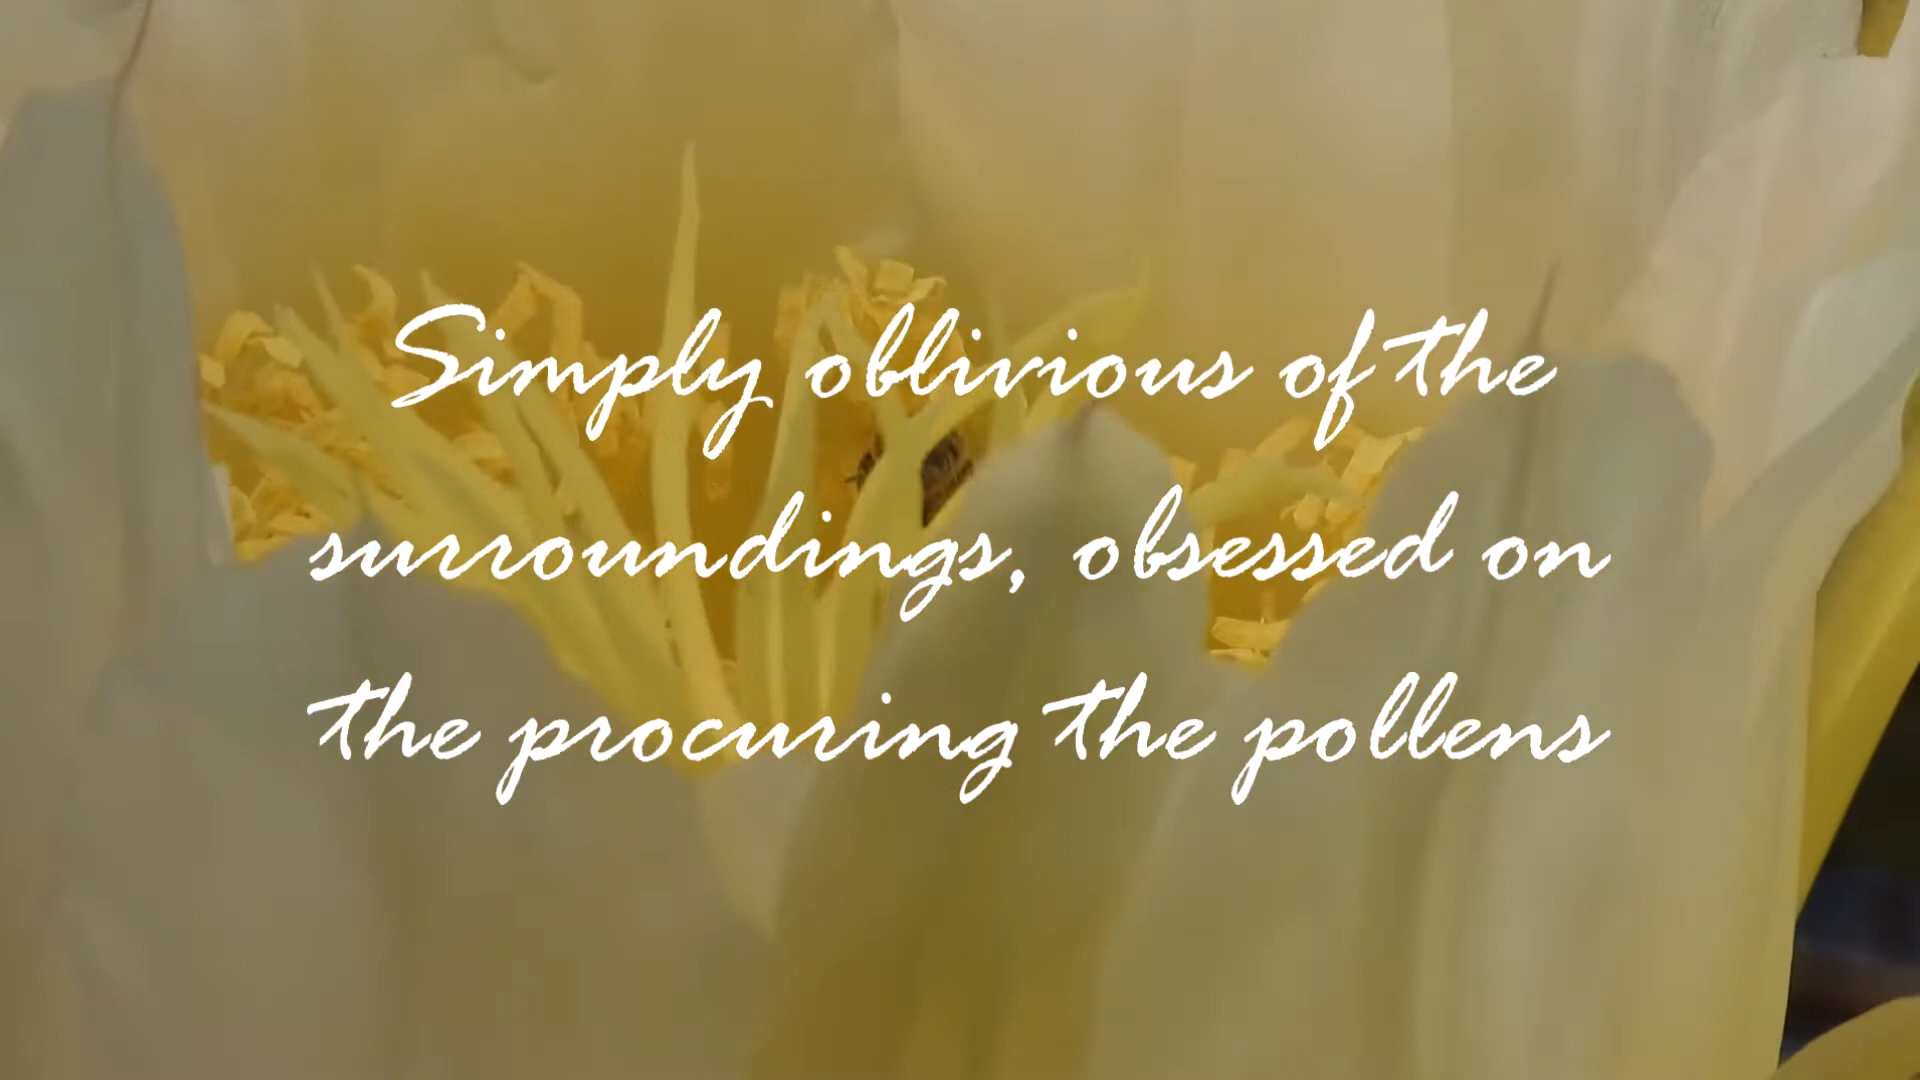 Simply oblivious of the
surroundings, obsessed on
the procuring the pollens